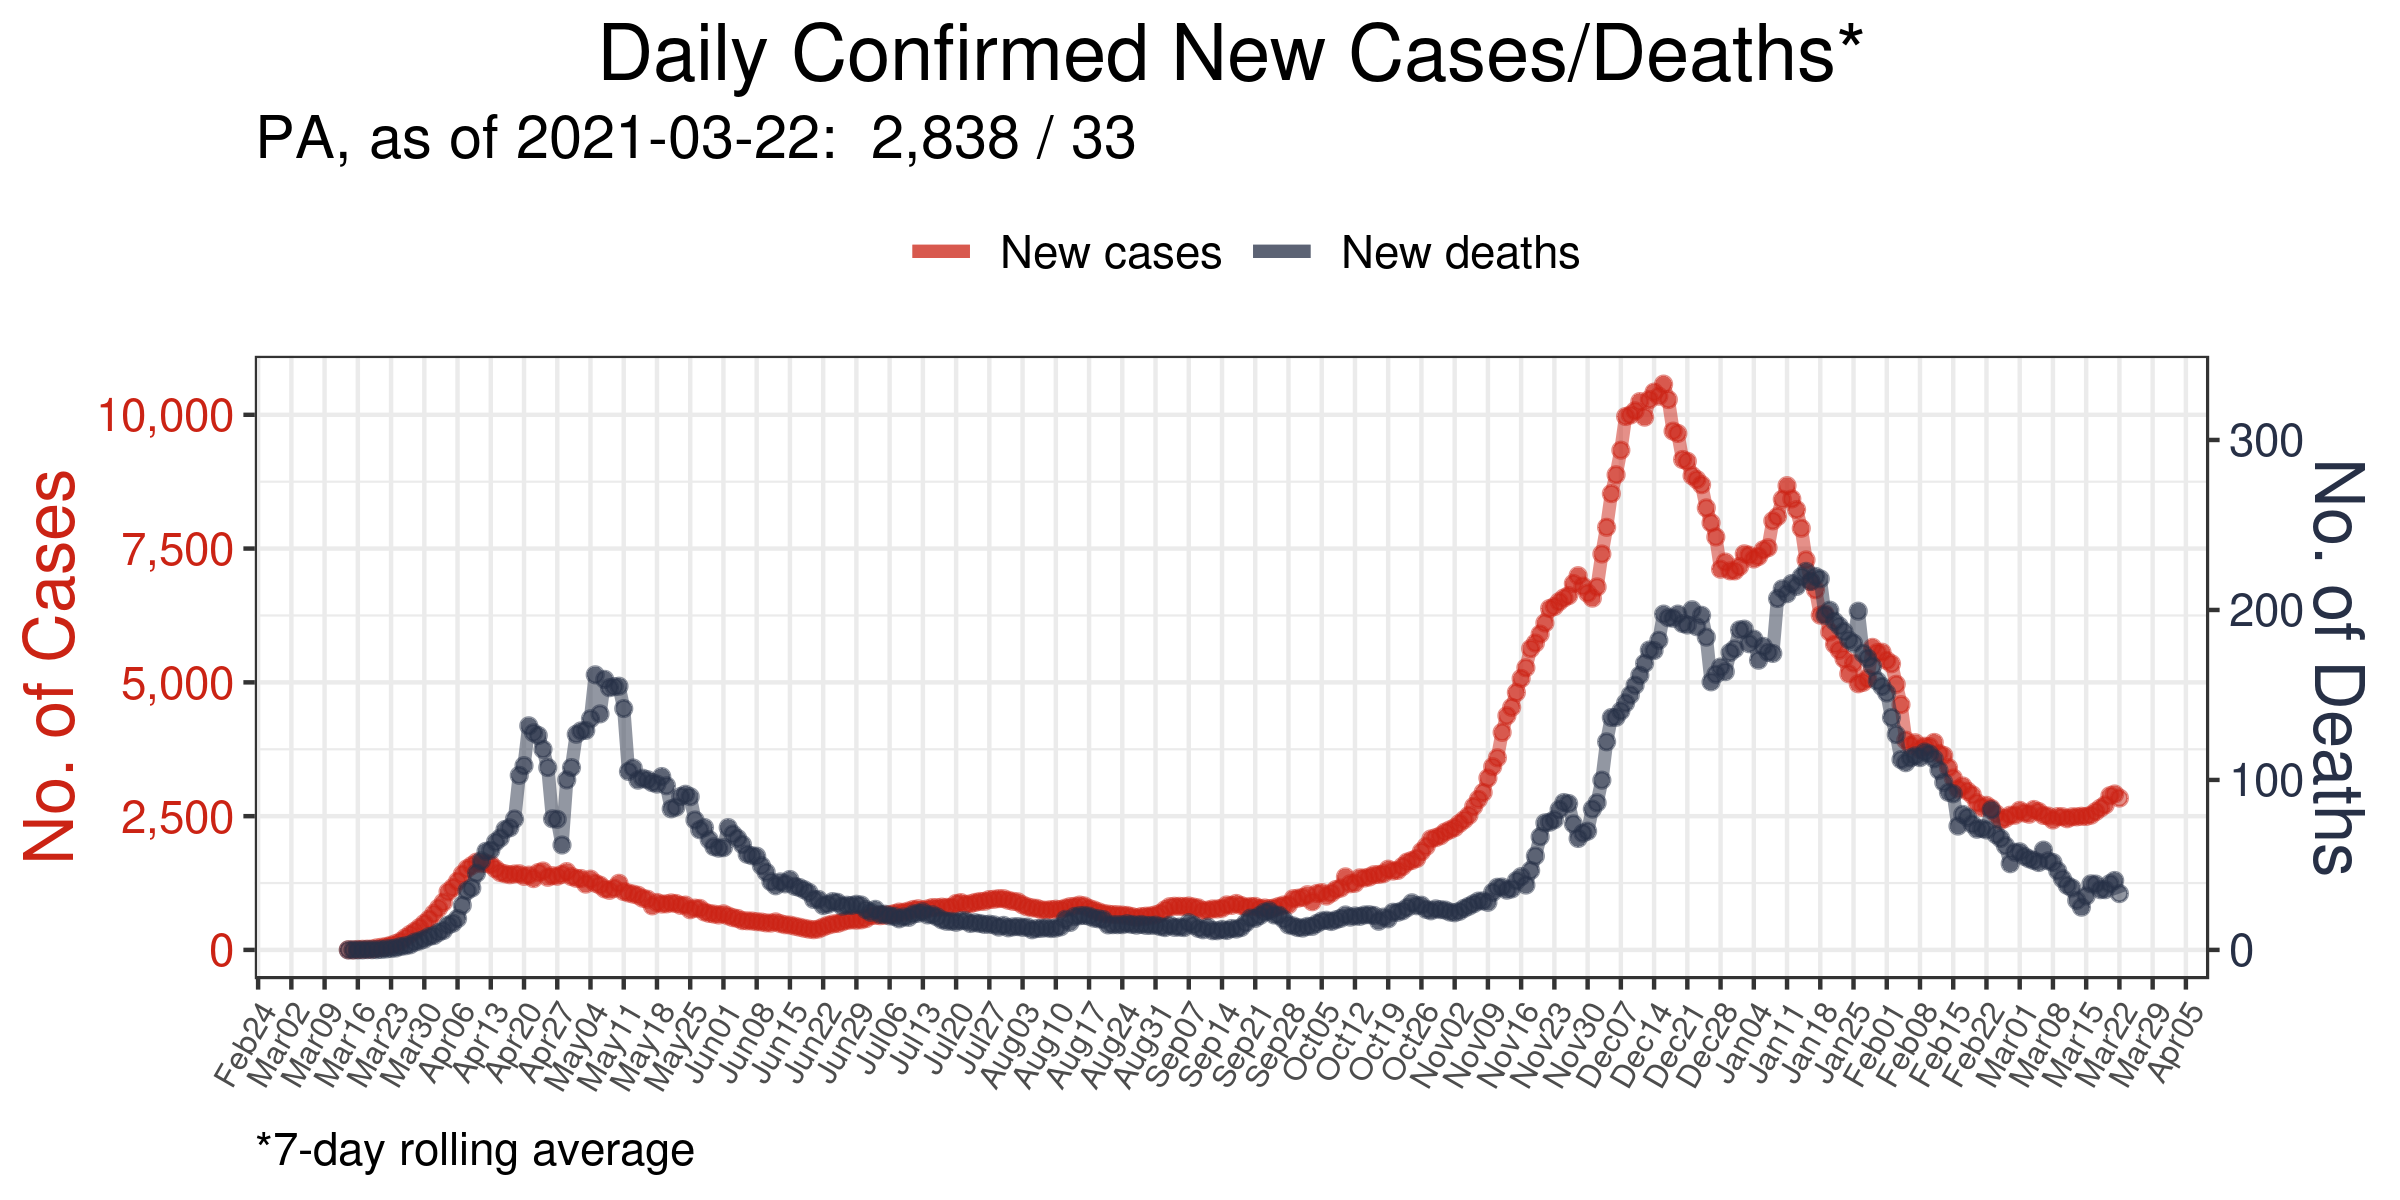 Daily Confirmed New Cases/Deaths*
PA, as of 2021-03-22:  2,838 / 33
New cases
New deaths
No. of Cases
10,000
7,500
5,000
2,500
0
300
200
100
0
No. of Deaths
Feb24
Mar02
Mar09
Mar16
Mar23
Mar30
Apr06
Apr13
Apr20
Apr27
May04
May11
May18
May25
Jun01
Jun08
Jun15
Jun22
Jun29
Jul06
Jul13
Jul20
Jul27
Aug03
Aug10
Aug17
Aug24
Aug31
Sep07
Sep14
Sep21
Sep28
Oct05
Oct12
Oct19
Oct26
Nov02
Nov09
Nov16
Nov23
Nov30
Dec07
Dec14
Dec21
Dec28
Jan04
Jan11
Jan18
Jan25
Feb01
Feb08
Feb15
Feb22
Mar01
Mar08
Mar15
Mar22
Mar29
Apr05
*7-day rolling average